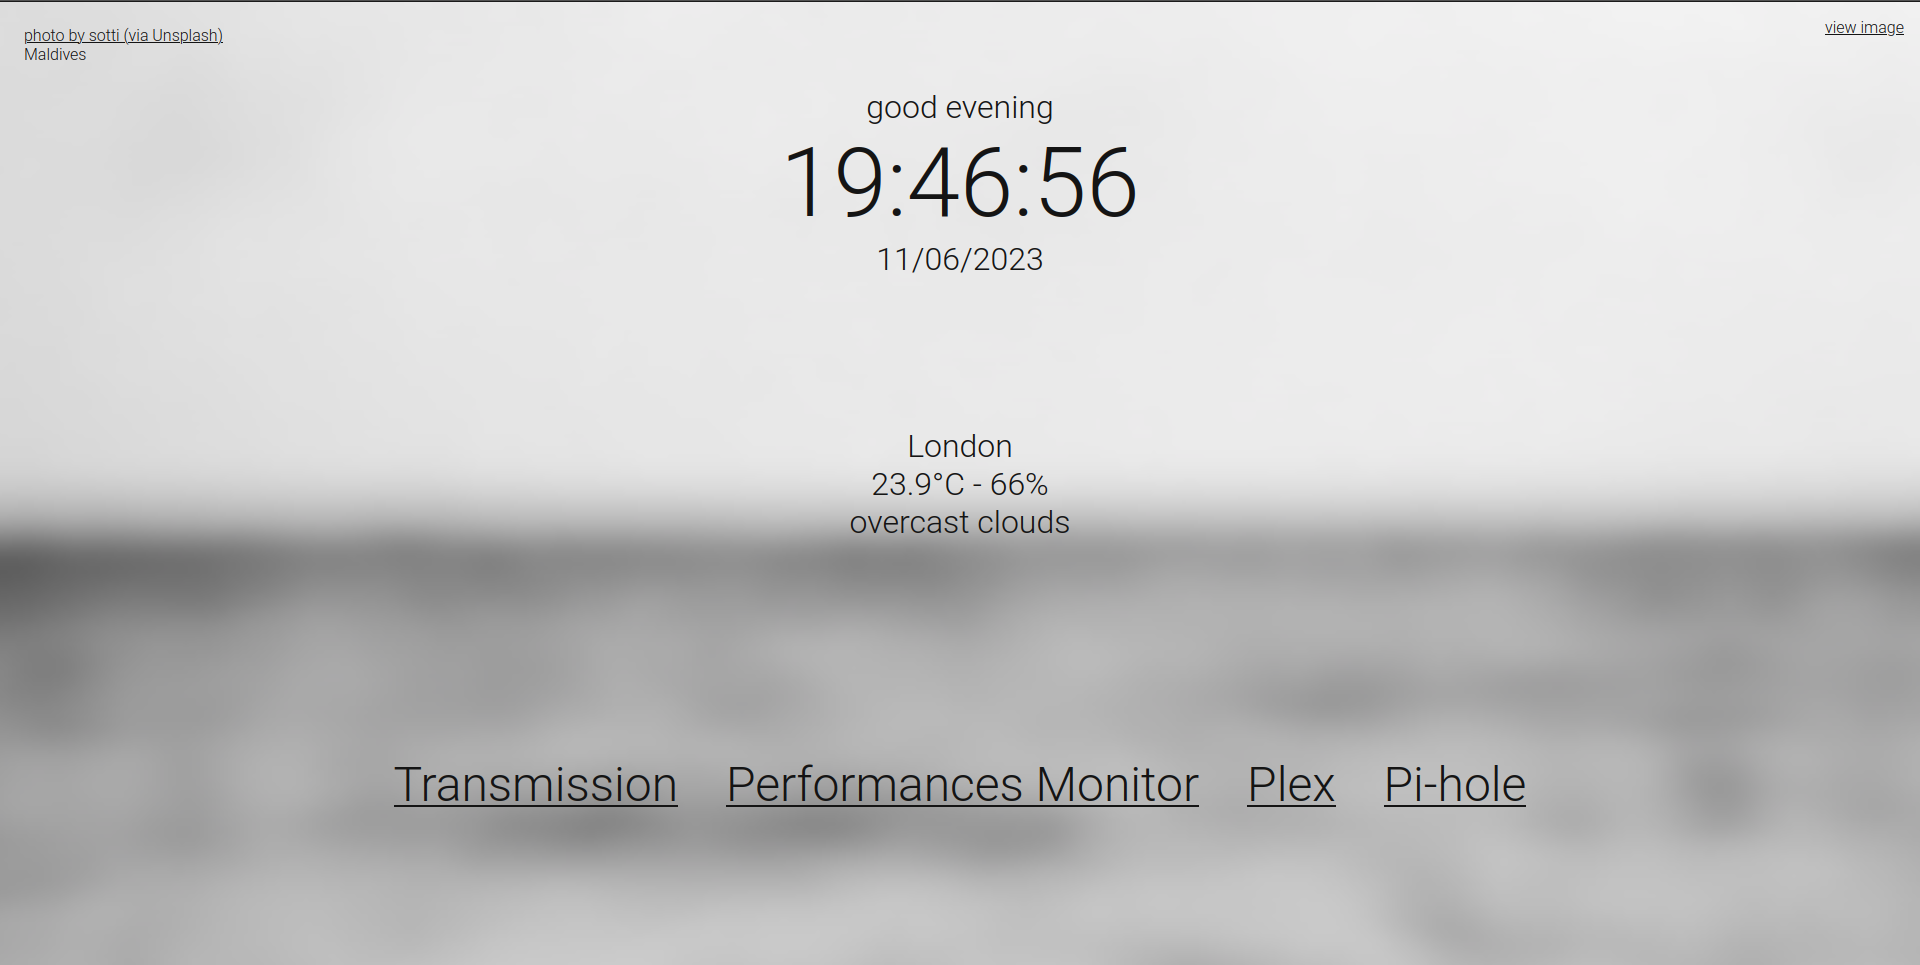 photo by sotti (via Unsplash)
Maldives
view image
good evening
19:46:56
11/06/2023
London
23.9°C - 66%
overcast clouds
Transmission Performances Monitor Plex Pi-hole